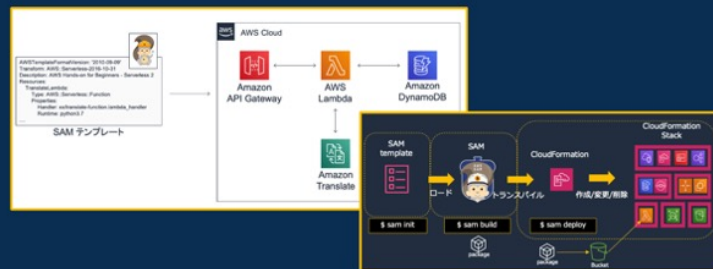 AWSTemplateFormatVersion: '2010-09-09'
Transform: AWS::Serverless-2016-10-31
Description: AWS Hands-on for Beginners - Serverless 2
Resources:
TranslateLambda:
Type: AWS::Serverless::Function
Properties:
Handler: ex/translate-function.lambda_handler
Runtime: python3.7
...
SAM テンプレート
aws
AWS Cloud
Amazon
API Gateway
AWS
Lambda
Amazon
DynamoDB
Amazon
Translate
SAM
template
SAM
CloudFormation
CloudFormation
Stack
ロード
トランスパイル
作成/変更/削除
$ sam init
$ sam build
$ sam deploy
package
package
Bucket